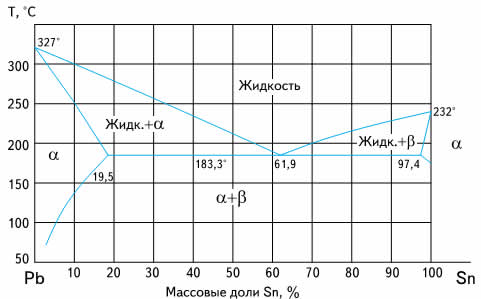 T, °C
327°
300
250
200
150
100
50
Жидкость
Жидк.+α
232°
Жидк.+β
α
α
183,3°
61,9
97,4
19,5
α+β
Pb
10
20
30
40
50
60
70
80
90
100
Sn
Массовые доли Sn, %